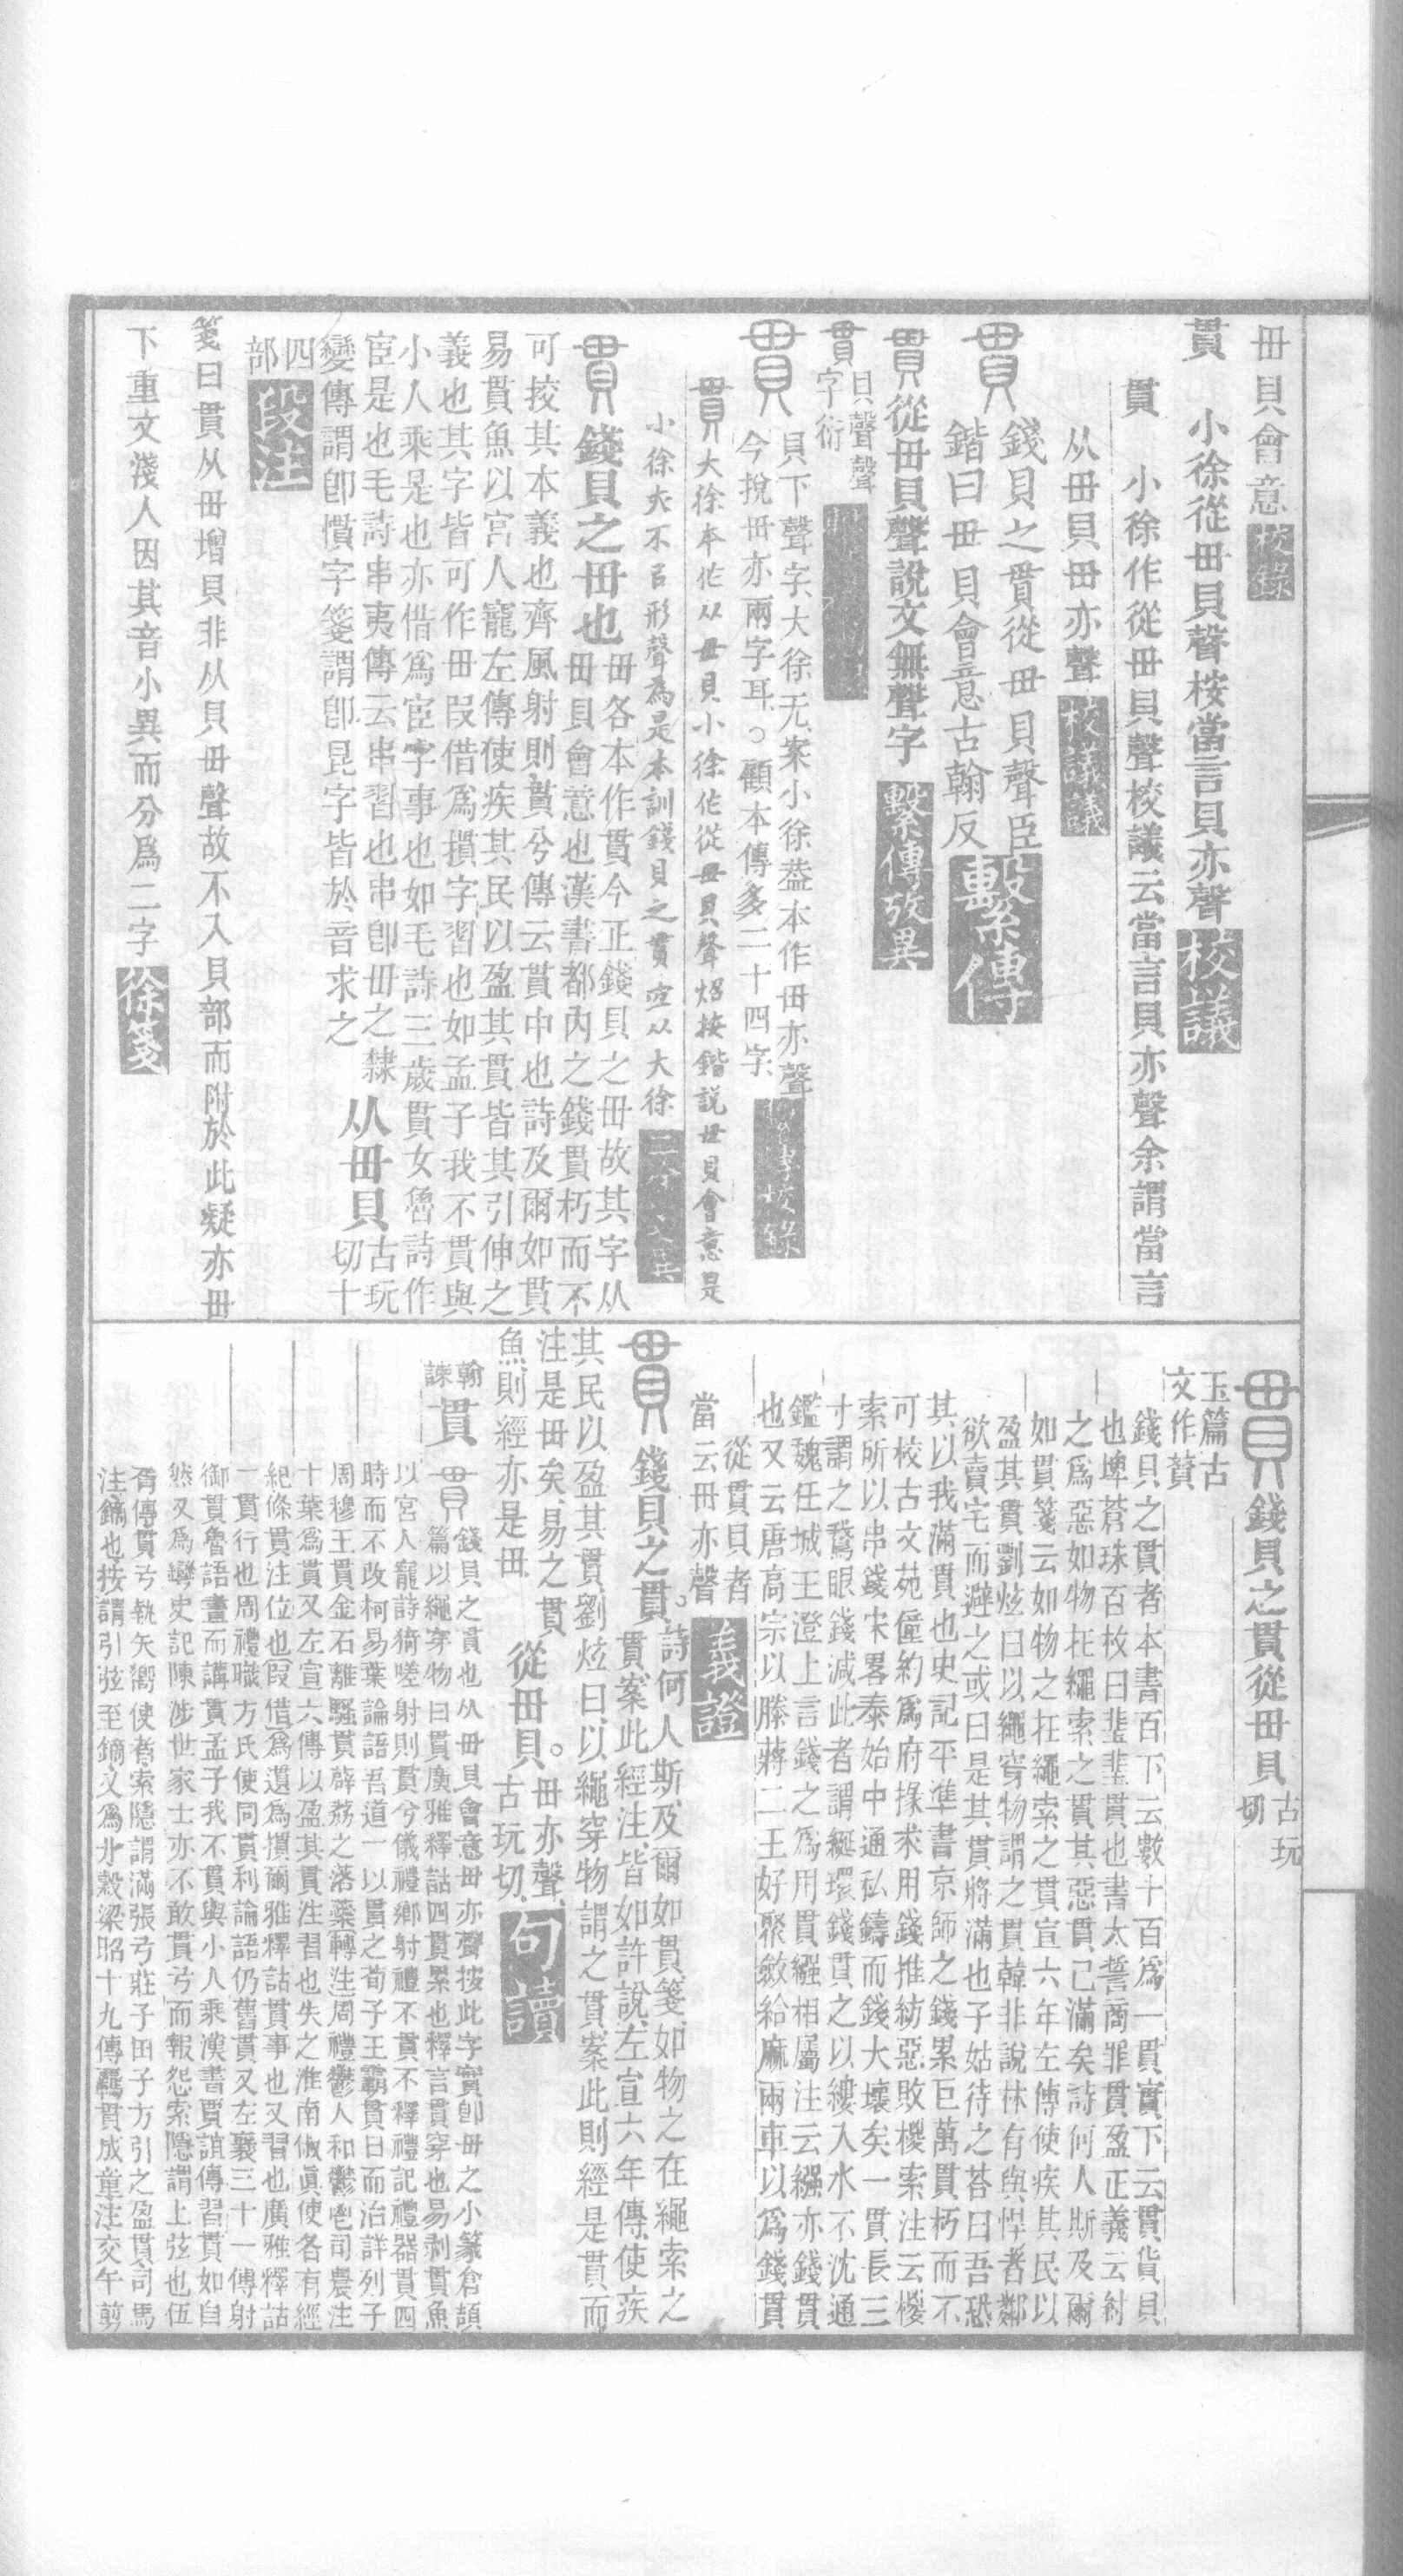 毌貝會意校錄
貫　小徐從毌貝聲桉當言貝亦聲校議
貫　小徐作從毌貝聲校議云當言貝亦聲余謂當言
从毌貝毌亦聲校議議
貫錢貝之貫從毌貝聲臣
鍇曰毌貝會意古翰反繫傳
貫從毌貝聲說文無聲字繫傳攷異
貫貝聲聲
字衍
貫貝下聲字大徐无案小徐葢本作毌亦聲
今挩毌亦兩字耳○顧本傳多二十四字
貫大徐本作从毌貝小徐作從毌貝聲炤按鍇說毌貝會意是
小徐夾不㠯形聲為是本訓錢貝之貫宐从大徐
貫錢貝之毌也毌各本作貫今正錢貝之毌故其字从
毌貝會意也漢書都內之錢貫朽而不
可挍其本義也齊風射則貫兮傳云貫中也詩及爾如貫
易貫魚以宮人寵左傳使疾其民以盈其貫皆其引伸之
義也其字皆可作毌叚借爲摜字習也如孟子我不貫與
小人乘是也亦借爲宦字事也如毛詩三歲貫女魯詩作
宦是也毛詩串夷傳云串習也串卽毌之隸
變傳謂卽慣字箋謂卽昆字皆於音求之从毌貝古玩
切十
四
部段注
箋曰貫从毌增貝非从貝毌聲故不入貝部而附於此疑亦毌
下重文淺人因其音小異而分爲二字徐箋
貫錢貝之貫從毌貝古玩
切
玉篇古
文作䝺
錢貝之貫者本書百下云數十百爲一貫實下云貫貨貝
也埤蒼珠百枚曰琲琲貫也書太誓商罪貫盈正義云紂
之爲惡如物在繩索之貫其惡貫已滿矣詩何人斯及爾
如貫箋云如物之在繩索之貫宣六年左傳使疾其民以
盈其貫劉炫曰以繩穿物謂之貫韓非說林有與悍者鄰
欲賣宅而避之或曰是其貫將滿也子姑待之荅曰吾恐
其以我滿貫也史記平準書京師之錢累巨萬貫朽而不
可校古文苑僮約爲府掾求用錢推紡惡敗㯶索注云㯶
索所以串錢宋畧泰始中通私鑄而錢大壞矣一貫長三
寸謂之鵞眼錢減此者謂綖環錢貫之以縷入水不沈通
鑑魏任城王澄上言錢之爲用貫繦相屬注云繦亦錢貫
也又云唐高宗以滕蔣二王好聚斂給麻兩車以爲錢貫
從貫貝者
當云毌亦聲義證
貫錢貝之貫。詩何人斯及爾如貫箋如物之在繩索之
貫案此經注皆如許說左宣六年傳使疾
其民以盈其貫劉炫曰以繩穿物謂之貫案此則經是貫而
注是毌矣易之貫
魚則經亦是毌從毌貝。毌亦聲
古玩切句讀
翰
諫貫貫錢貝之貫也从毌貝會意毌亦聲按此字實卽毌之小篆倉頡
篇以繩穿物曰貫廣雅釋詁四貫累也釋言貫穿也易剥貫魚
以宮人寵詩猗嗟射則貫兮儀禮鄉射禮不貫不釋禮記禮器貫四
時而不改柯易葉論語吾道一以貫之荀子王霸貫日而治詳列子
周穆王貫金石離騷貫薜荔之落蘂轉注周禮鬱人和鬱鬯司農注
十葉爲貫又左宣六傳以盈其貫注習也失之淮南俶眞使各有經
紀條貫注位也叚借爲遺爲摜爾雅釋詁貫事也又習也廣雅釋詁
一貫行也周禮職方氏使同貫利論語仍舊貫又左襄三十一傳射
御貫魯語晝而講貫孟子我不貫與小人乘漢書賈誼傳習貫如自
然又爲彎史記陳涉世家士亦不敢貫弓而報怨索隱謂上弦也伍
胥傳貫弓執矢嚮使者索隱謂滿張弓莊子田子方引之盈貫司馬
注鏑也按謂引弦至鏑又爲丱穀梁昭十九傳羈貫成童注交午剪